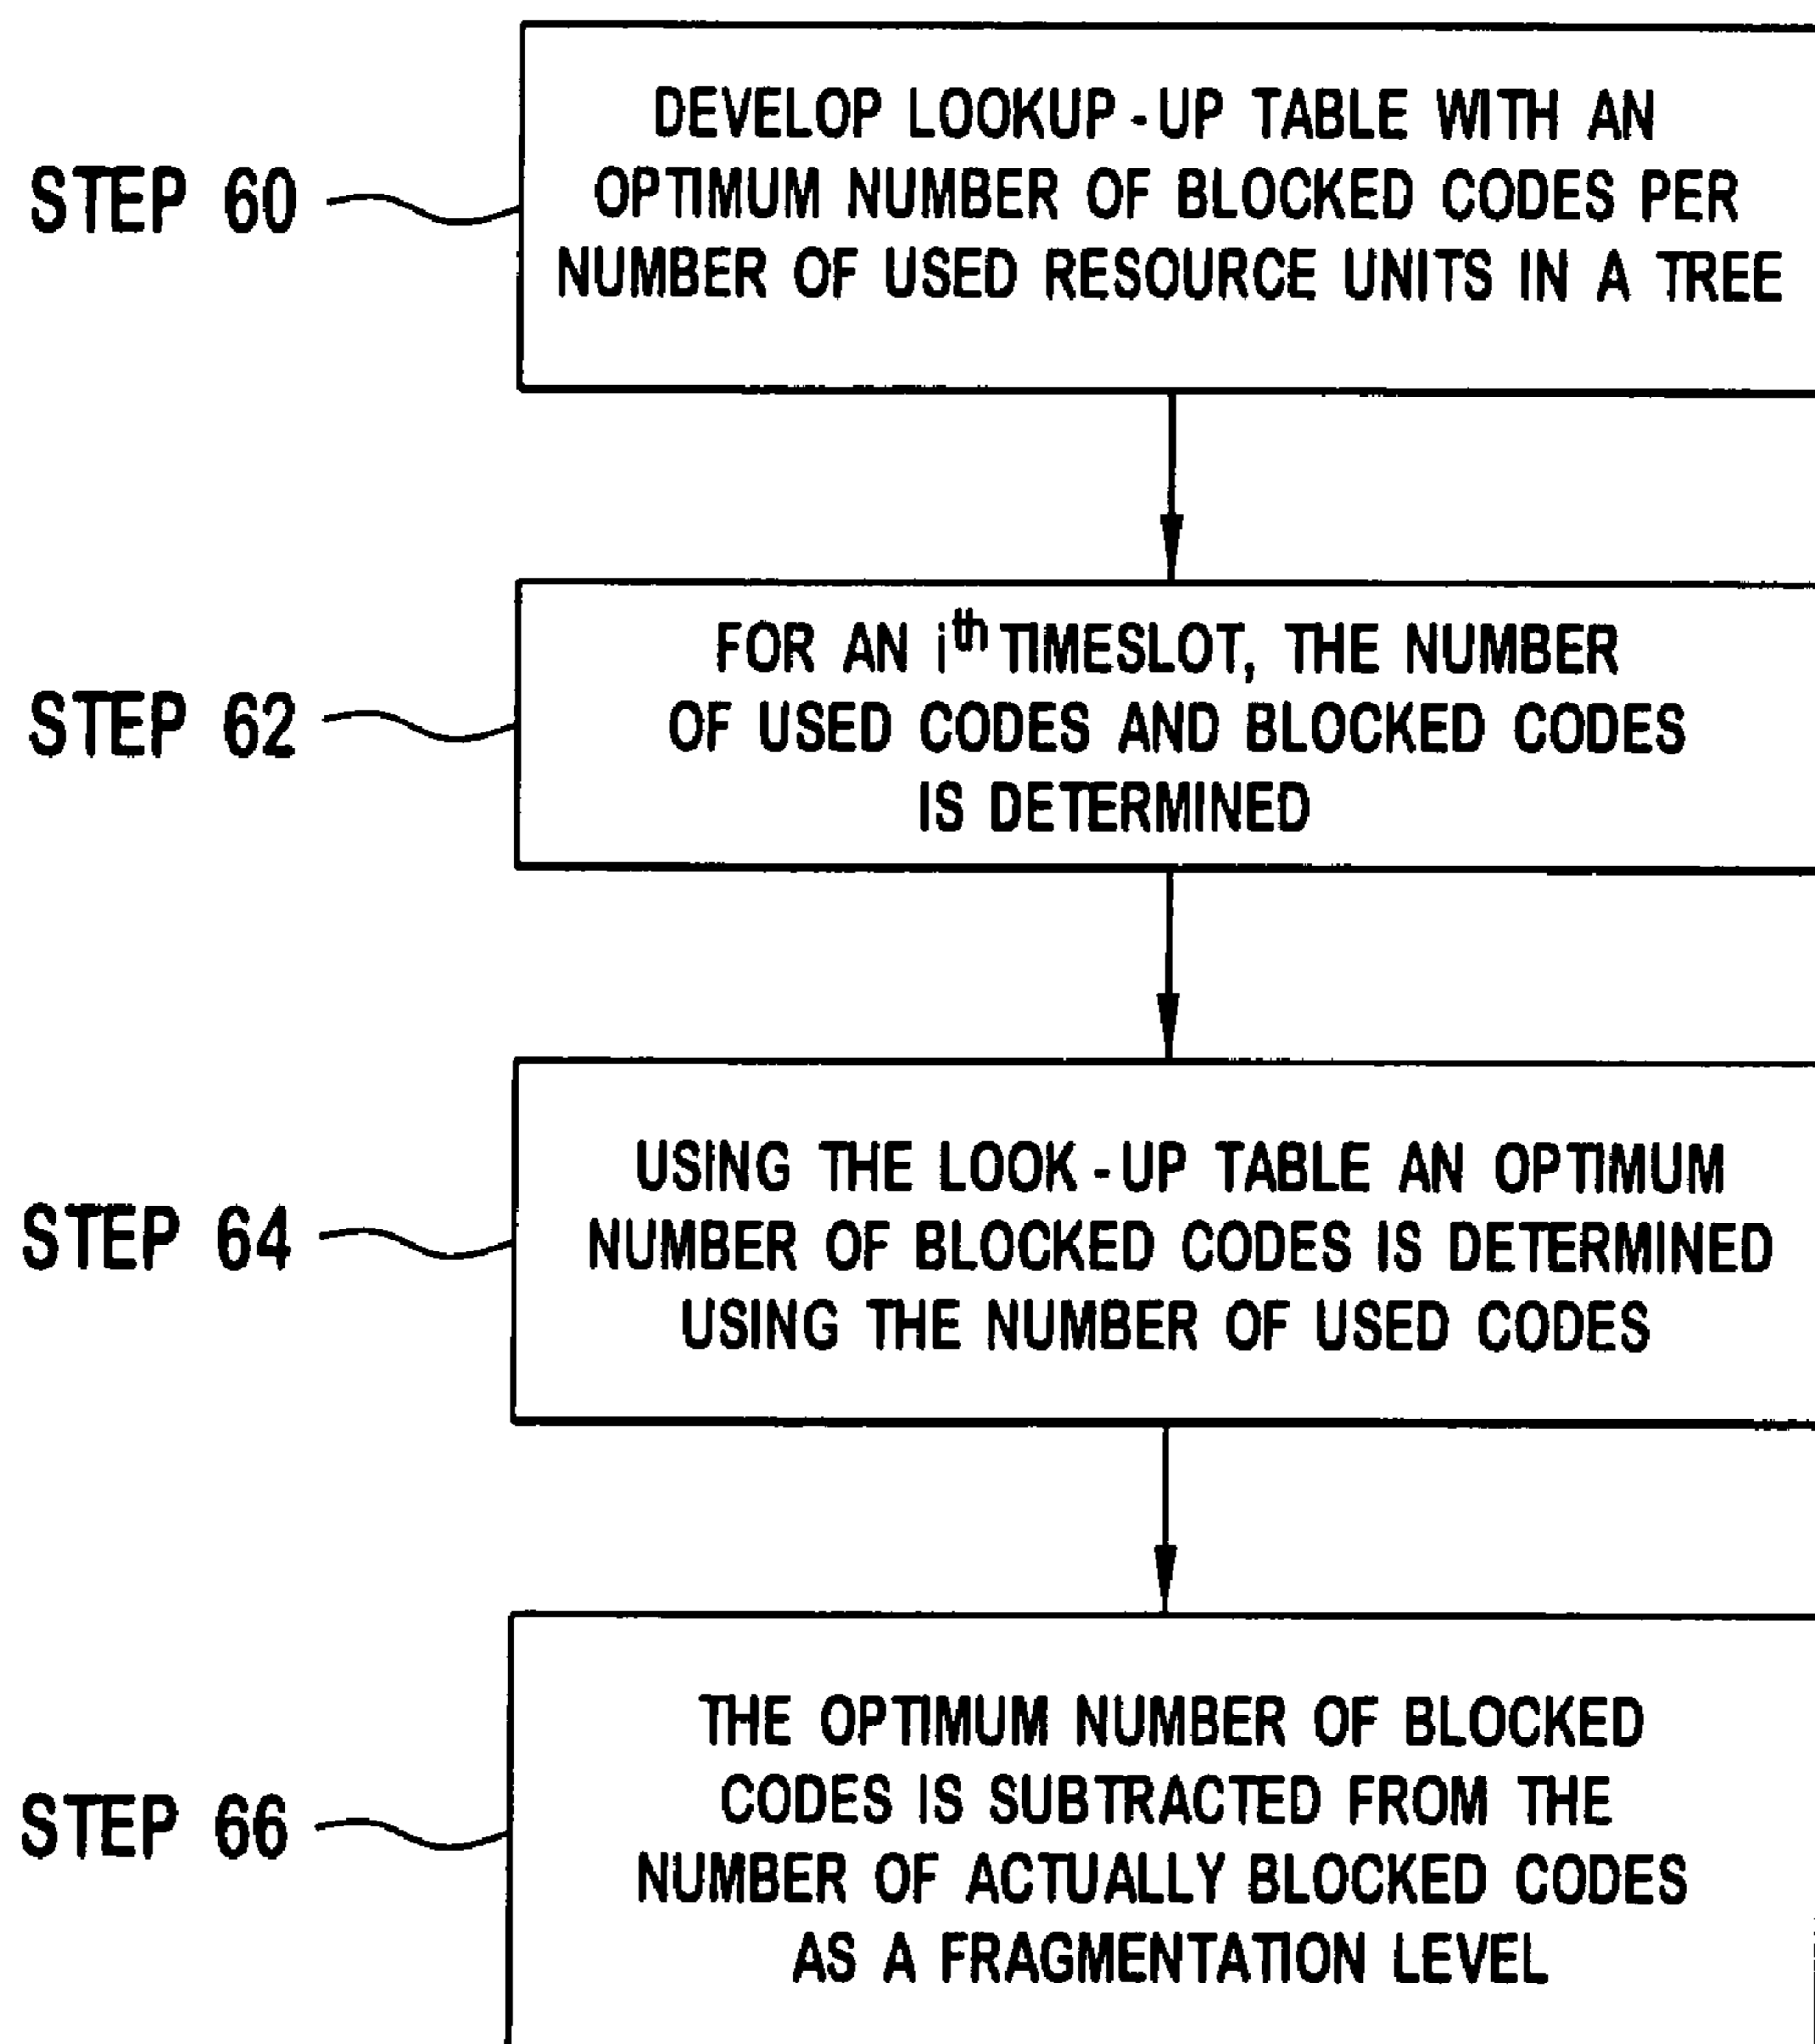 DEVELOP LOOKUP-UP TABLE WITH AN
OPTIMUM NUMBER OF BLOCKED CODES PER
NUMBER OF USED RESOURCE UNITS IN A TREE
STEP 60
FOR AN ith TIMESLOT, THE NUMBER
OF USED CODES AND BLOCKED CODES
IS DETERMINED
STEP 62
USING THE LOOK-UP TABLE AN OPTIMUM
NUMBER OF BLOCKED CODES IS DETERMINED
USING THE NUMBER OF USED CODES
STEP 64
THE OPTIMUM NUMBER OF BLOCKED
CODES IS SUBTRACTED FROM THE
NUMBER OF ACTUALLY BLOCKED CODES
AS A FRAGMENTATION LEVEL
STEP 66